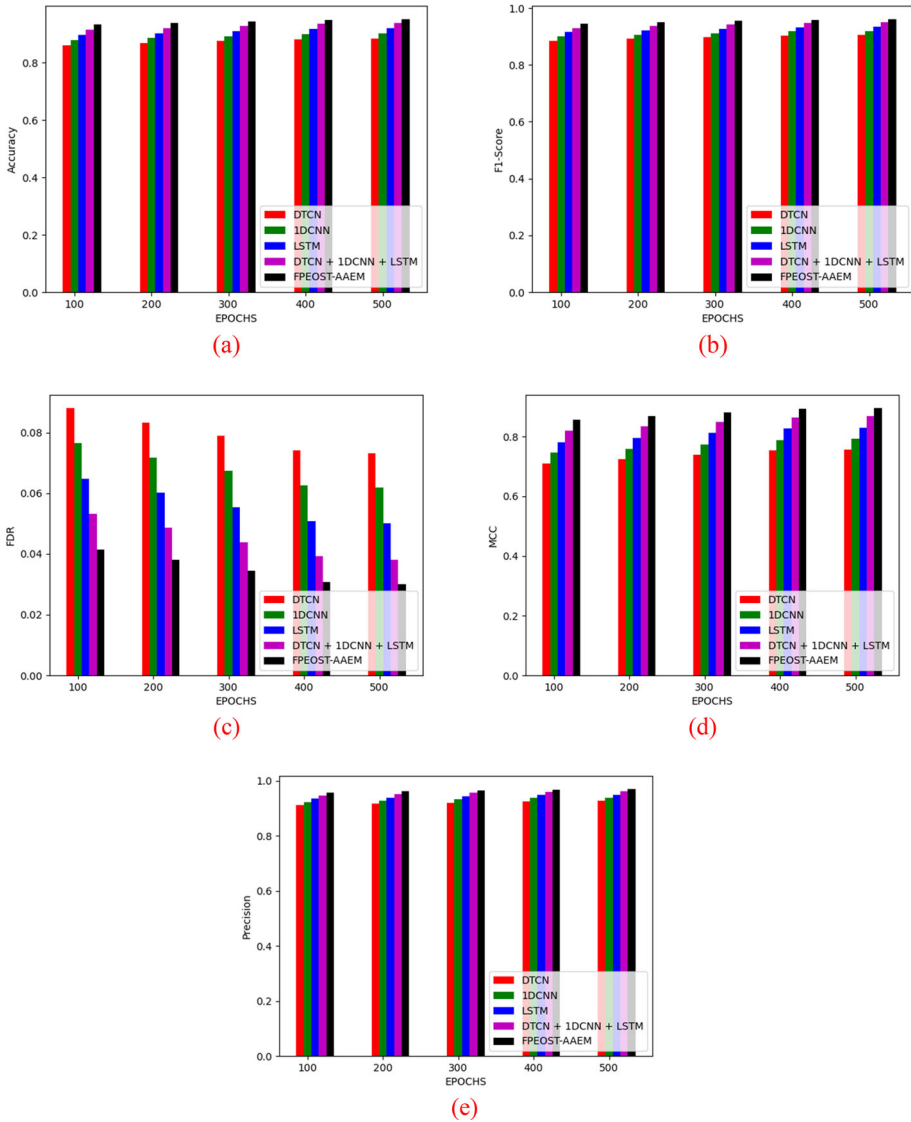 0.8
0.6
0.4
0.2
0.0
Accuracy
100 200 300 400 500
EPOCHS
DTCN
1DCNN
LSTM
DTCN + 1DCNN + LSTM
FPEOST-AAEM
(a)
1.0
0.8
0.6
0.4
0.2
0.0
F1-Score
100 200 300 400 500
EPOCHS
DTCN
1DCNN
LSTM
DTCN + 1DCNN + LSTM
FPEOST-AAEM
(b)
0.08
0.06
0.04
0.02
0.00
FDR
100 200 300 400 500
EPOCHS
DTCN
1DCNN
LSTM
DTCN + 1DCNN + LSTM
FPEOST-AAEM
(c)
0.8
0.6
0.4
0.2
0.0
MCC
100 200 300 400 500
EPOCHS
DTCN
1DCNN
LSTM
DTCN + 1DCNN + LSTM
FPEOST-AAEM
(d)
1.0
0.8
0.6
0.4
0.2
0.0
Precision
100 200 300 400 500
EPOCHS
DTCN
1DCNN
LSTM
DTCN + 1DCNN + LSTM
FPEOST-AAEM
(e)